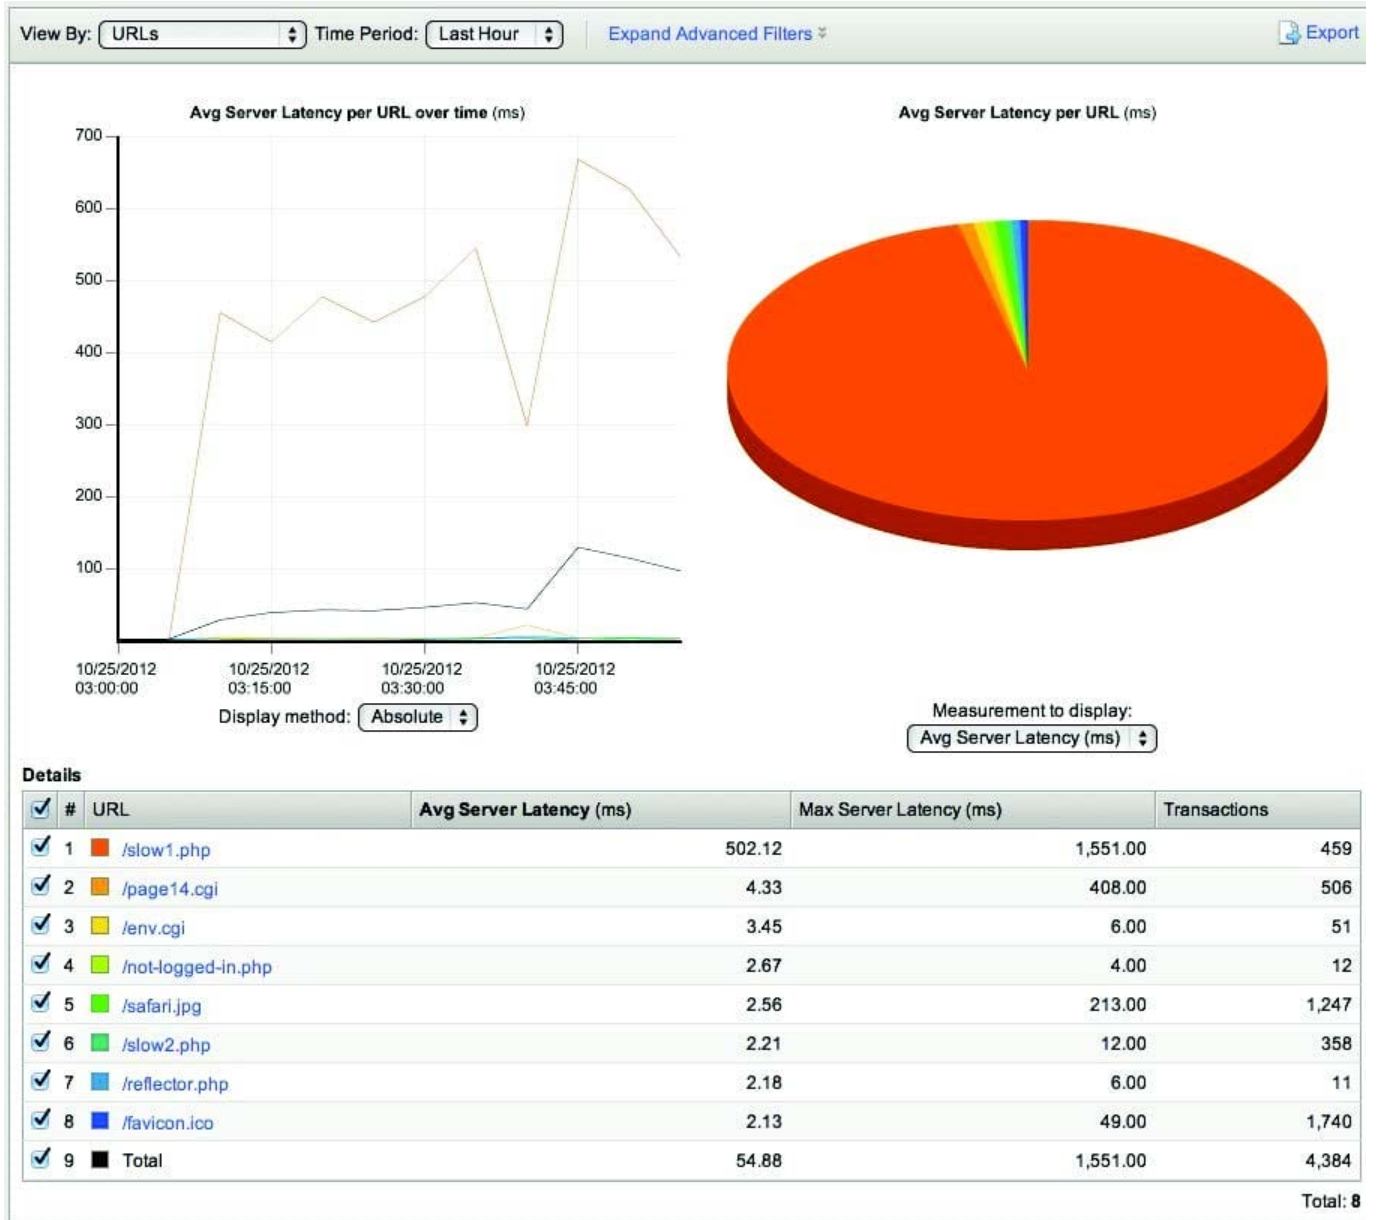 View By: URLs Time Period: Last Hour Expand Advanced Filters Export
Avg Server Latency per URL over time (ms)
700
600
500
400
300
200
100
10/25/2012 10/25/2012 10/25/2012 10/25/2012
03:00:00 03:15:00 03:30:00 03:45:00
Display method: Absolute
Avg Server Latency per URL (ms)
Measurement to display:
Avg Server Latency (ms)
Details
# URL Avg Server Latency (ms) Max Server Latency (ms) Transactions
1 /slow1.php 502.12 1,551.00 459
2 /page14.cgi 4.33 408.00 506
3 /env.cgi 3.45 6.00 51
4 /not-logged-in.php 2.67 4.00 12
5 /safari.jpg 2.56 213.00 1,247
6 /slow2.php 2.21 12.00 358
7 /reflector.php 2.18 6.00 11
8 /favicon.ico 2.13 49.00 1,740
9 Total 54.88 1,551.00 4,384
Total: 8